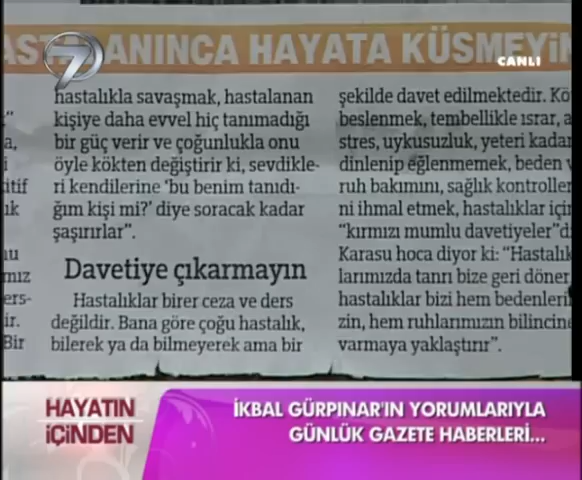 ANINCA HAYATA KÜSMEYİN
7
CANLI
hastalıkla savaşmak, hastalanan
kişiye daha evvel hiç tanımadığı
bir güç verir ve çoğunlukla onu
öyle kökten değiştirir ki, sevdikle-
ri kendilerine 'bu benim tanıdı-
ğım kişi mi?' diye soracak kadar
şaşırırlar”.
Davetiye çıkarmayın
Hastalıklar birer ceza ve ders
değildir. Bana göre çoğu hastalık,
bilerek ya da bilmeyerek ama bir
şekilde davet edilmektedir. Kö
beslenmek, tembellikle ısrar, a
stres, uykusuzluk, yeteri kadar
dinlenip eğlenmemek, beden v
ruh bakımını, sağlık kontroller
ni ihmal etmek, hastalıklar için
“kırmızı mumlu davetiyeler”d
Karasu hoca diyor ki: “Hastalık
larımızda tanrı bize geri döner,
hastalıklar bizi hem bedenleri
zin, hem ruhlarımızın bilincine
varmaya yaklaştırır”.
HAYATIN
İÇİNDEN
İKBAL GÜRPINAR'IN YORUMLARIYLA
GÜNLÜK GAZETE HABERLERİ...